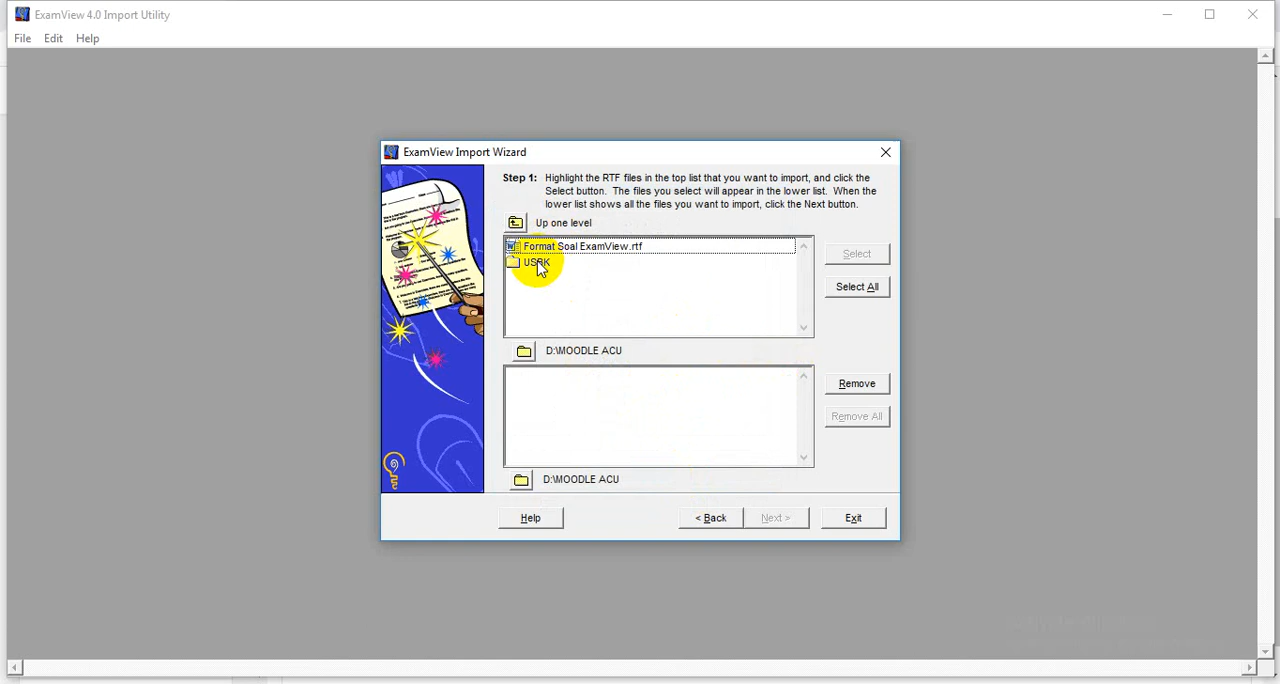 ExamView 4.0 Import Utility
File Edit Help
ExamView Import Wizard
Step 1: Highlight the RTF files in the top list that you want to import, and click the
Select button. The files you select will appear in the lower list. When the
lower list shows all the files you want to import, click the Next button.
Up one level
Format Soal ExamView.rtf
Select
Select All
D:\MOODLE ACU
Remove
Remove All
D:\MOODLE ACU
Help
< Back
Next >
Exit